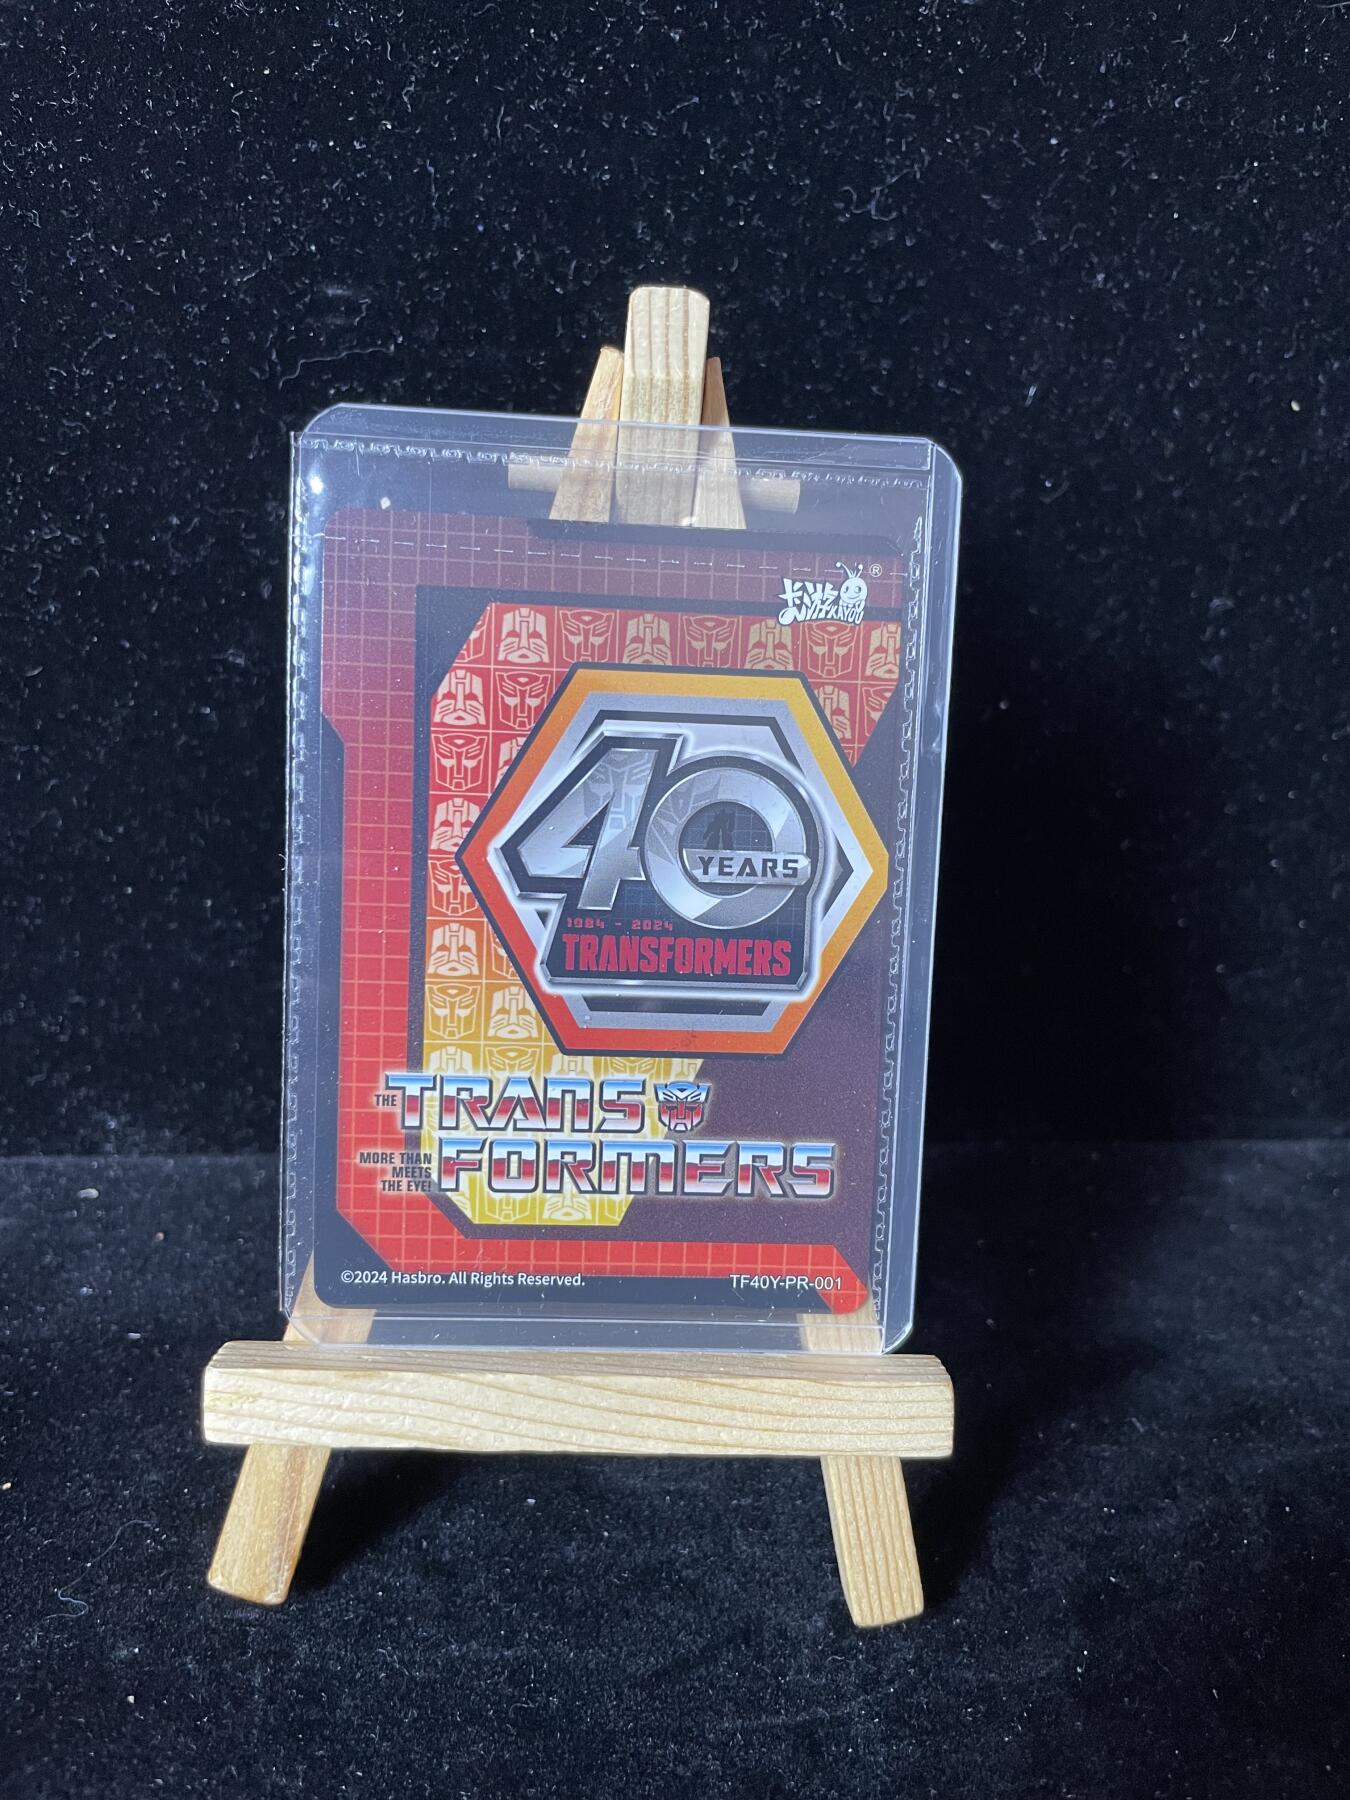 卡游
KAYOU
®
40
YEARS
1984 - 2024
TRANSFORMERS
THE TRANS
FORMERS
MORE THAN
MEETS
THE EYE!
©2024 Hasbro. All Rights Reserved.
TF40Y-PR-001